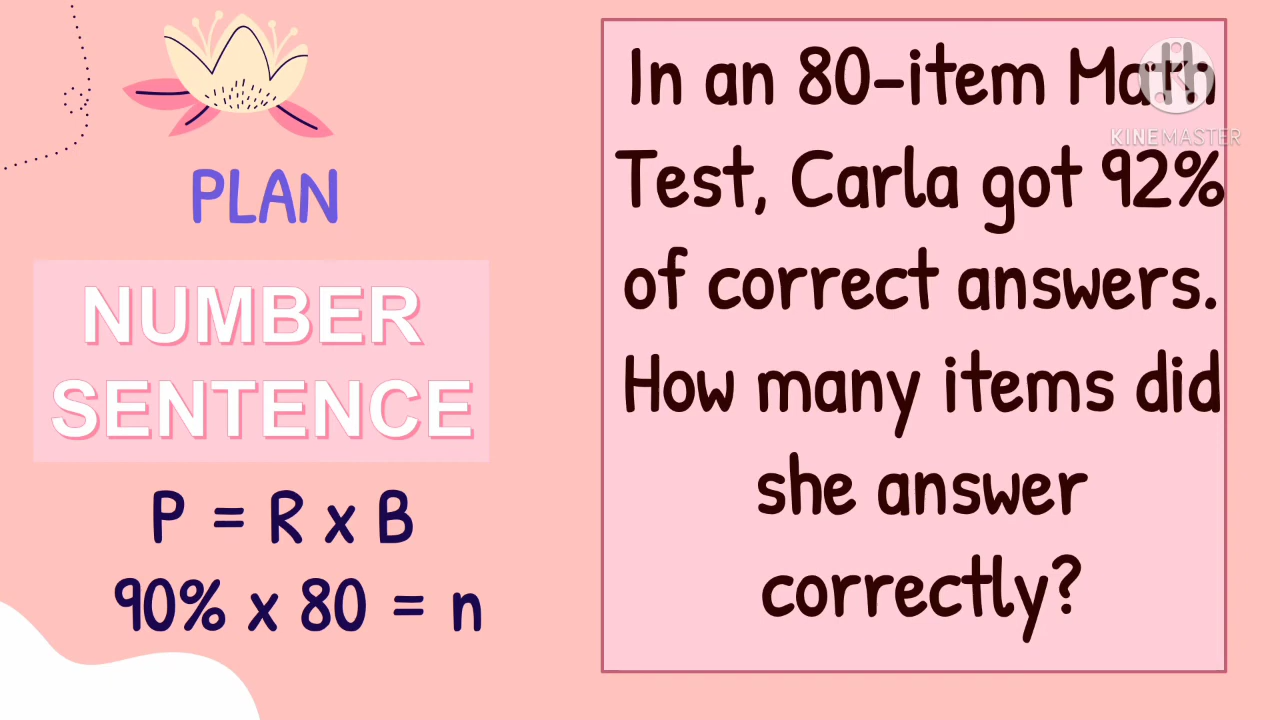 PLAN
NUMBER
SENTENCE
P = R x B
90% x 80 = n
In an 80-item Math
Test, Carla got 92%
of correct answers.
How many items did
she answer
correctly?
KINEMASTER